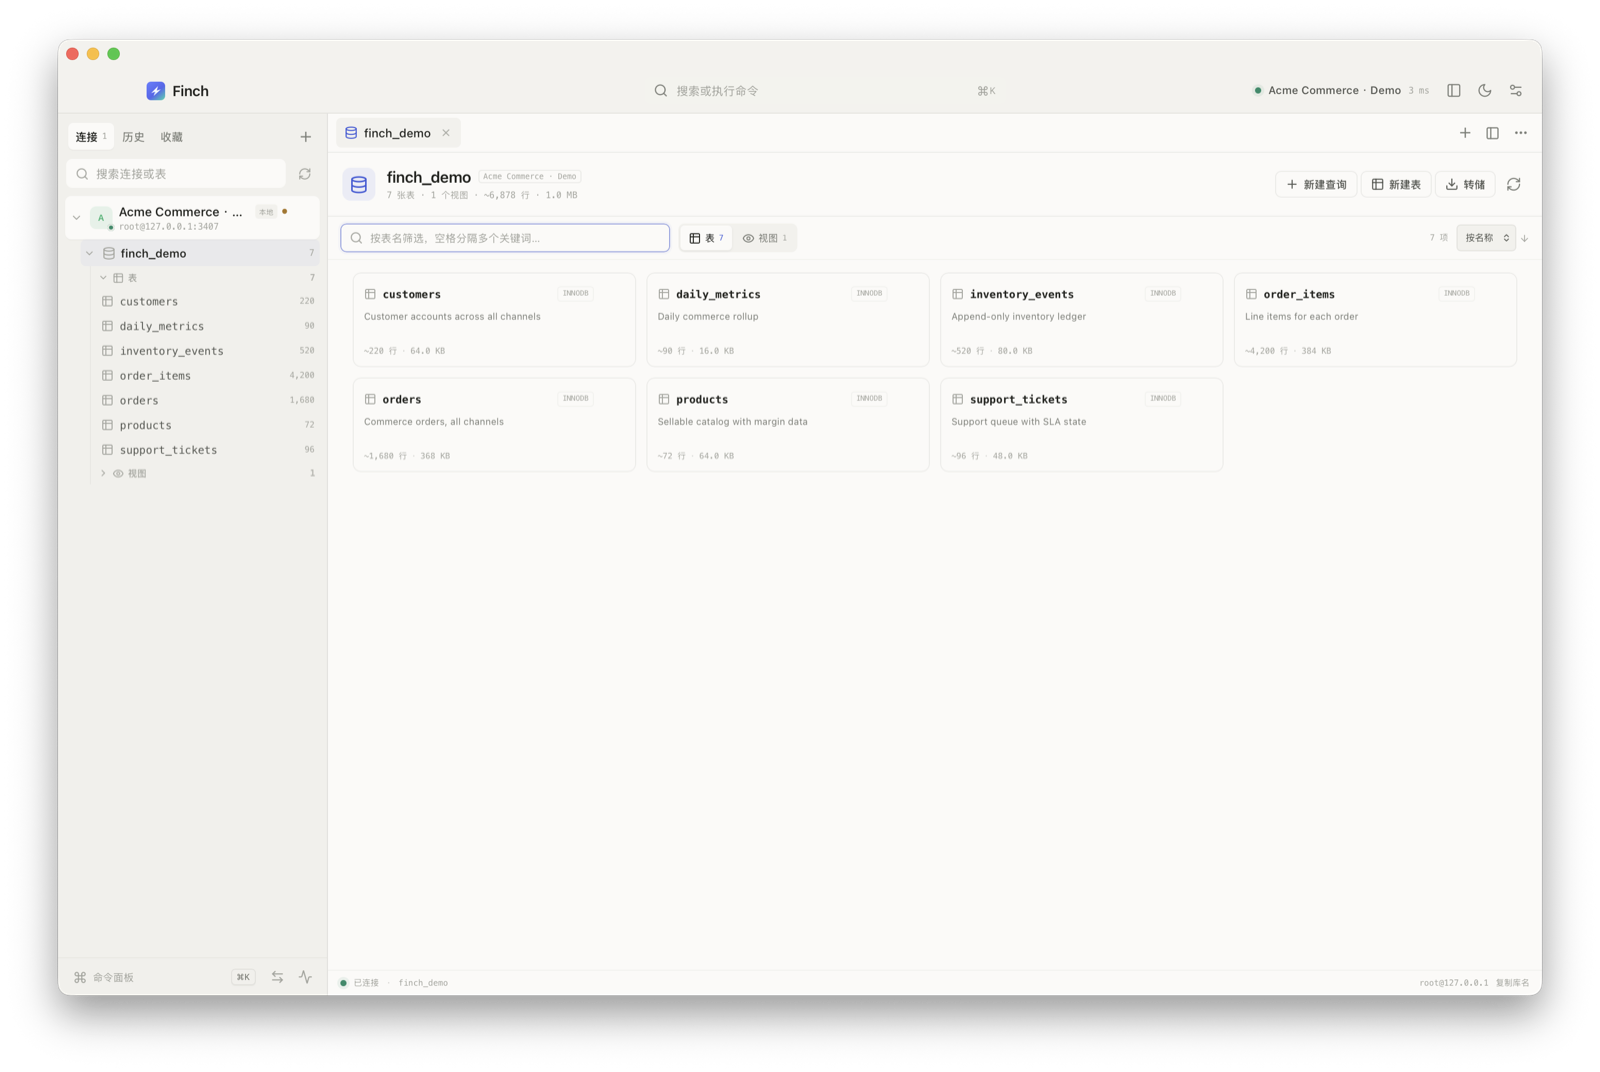 Finch
搜索或执行命令
⌘K
Acme Commerce · Demo 3 ms
连接 1 历史 收藏
搜索连接或表
Acme Commerce · ... 本地
root@127.0.0.1:3407
finch_demo 7
表 7
customers 220
daily_metrics 90
inventory_events 520
order_items 4,200
orders 1,680
products 72
support_tickets 96
视图 1
命令面板 ⌘K
finch_demo
finch_demo Acme Commerce · Demo
7 张表 · 1 个视图 · ~6,878 行 · 1.0 MB
新建查询 新建表 转储
按表名筛选，空格分隔多个关键词...
表 7 视图 1
7 项 按名称
customers INNODB
Customer accounts across all channels
~220 行 · 64.0 KB
daily_metrics INNODB
Daily commerce rollup
~90 行 · 16.0 KB
inventory_events INNODB
Append-only inventory ledger
~520 行 · 80.0 KB
order_items INNODB
Line items for each order
~4,200 行 · 384 KB
orders INNODB
Commerce orders, all channels
~1,680 行 · 368 KB
products INNODB
Sellable catalog with margin data
~72 行 · 64.0 KB
support_tickets INNODB
Support queue with SLA state
~96 行 · 48.0 KB
已连接 · finch_demo
root@127.0.0.1 复制库名
A